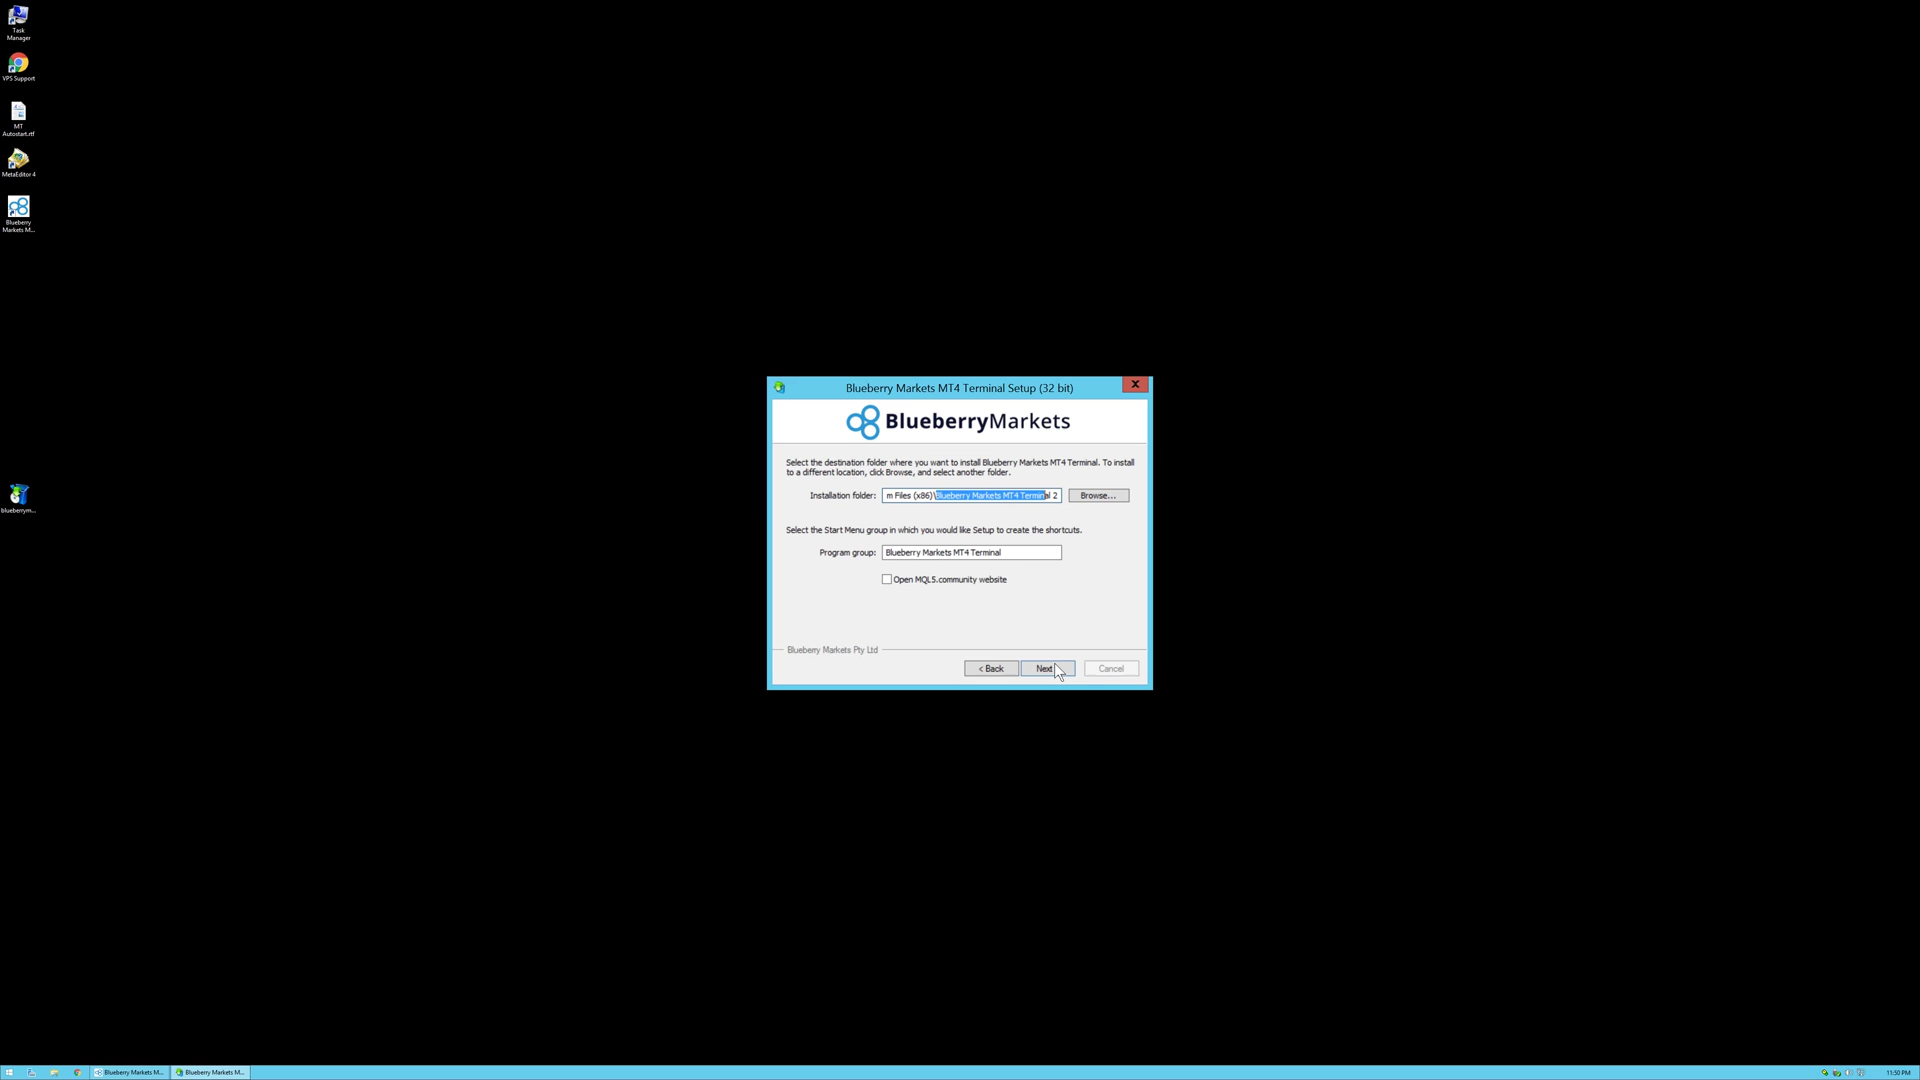 Task
Manager
VPS Support
MT
Autostart.rtf
MetaEditor 4
Blueberry
Markets M...
blueberrym...
Blueberry Markets MT4 Terminal Setup (32 bit)
X
BlueberryMarkets
Select the destination folder where you want to install Blueberry Markets MT4 Terminal. To install
to a different location, click Browse, and select another folder.
Installation folder: m Files (x86)\Blueberry Markets MT4 Terminal 2 Browse...
Select the Start Menu group in which you would like Setup to create the shortcuts.
Program group: Blueberry Markets MT4 Terminal
Open MQL5.community website
Blueberry Markets Pty Ltd
< Back Next Cancel
Blueberry Markets M... Blueberry Markets M... 11:50 PM